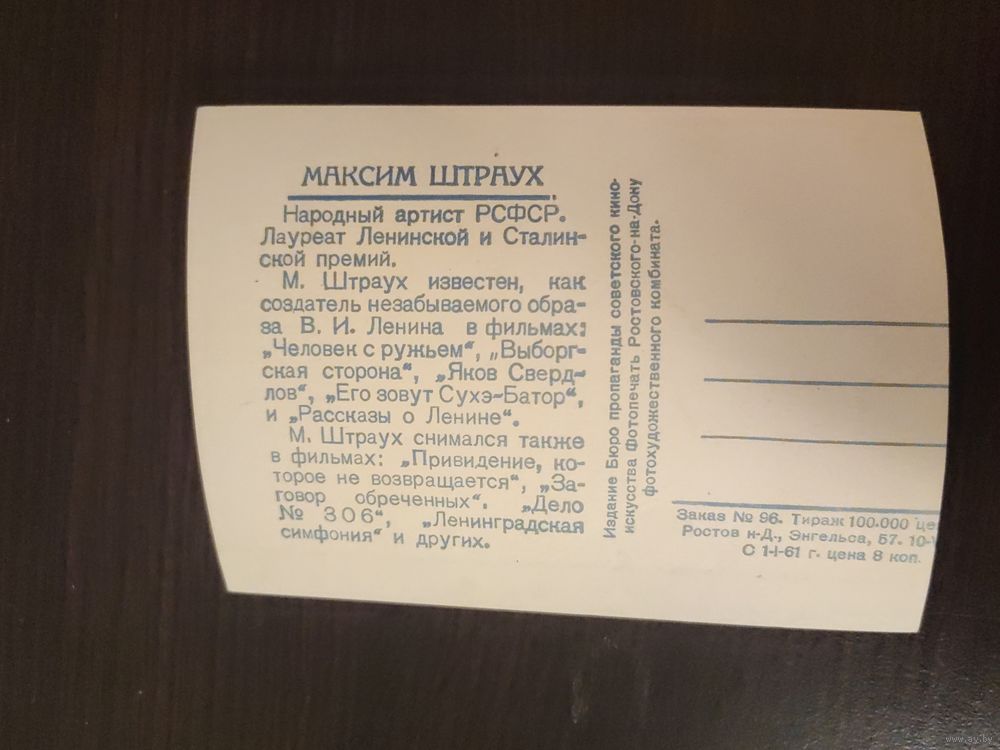 МАКСИМ ШТРАУХ
Народный артист РСФСР.
Лауреат Ленинской и Сталин-
ской премий.
М. Штраух известен, как
создатель незабываемого обра-
за В. И. Ленина в фильмах:
„Человек с ружьем“, „Выборг-
ская сторона“, „Яков Сверд-
лов“, „Его зовут Сухэ-Батор“,
и „Рассказы о Ленине“.
М. Штраух снимался также
в фильмах: „Привидение, ко-
торое не возвращается“, „За-
говор обреченных“. „Дело
№ 306“, „Ленинградская
симфония“ и других.
Издание Бюро пропаганды советского кино-
искусства Фотопечать Ростовского-на-Дону
фотохудожественного комбината.
Заказ № 96. Тираж 100.000
Ростов н-Д., Энгельса, 57.
С 1-I-61 г. цена 8 коп.
www.ay.by